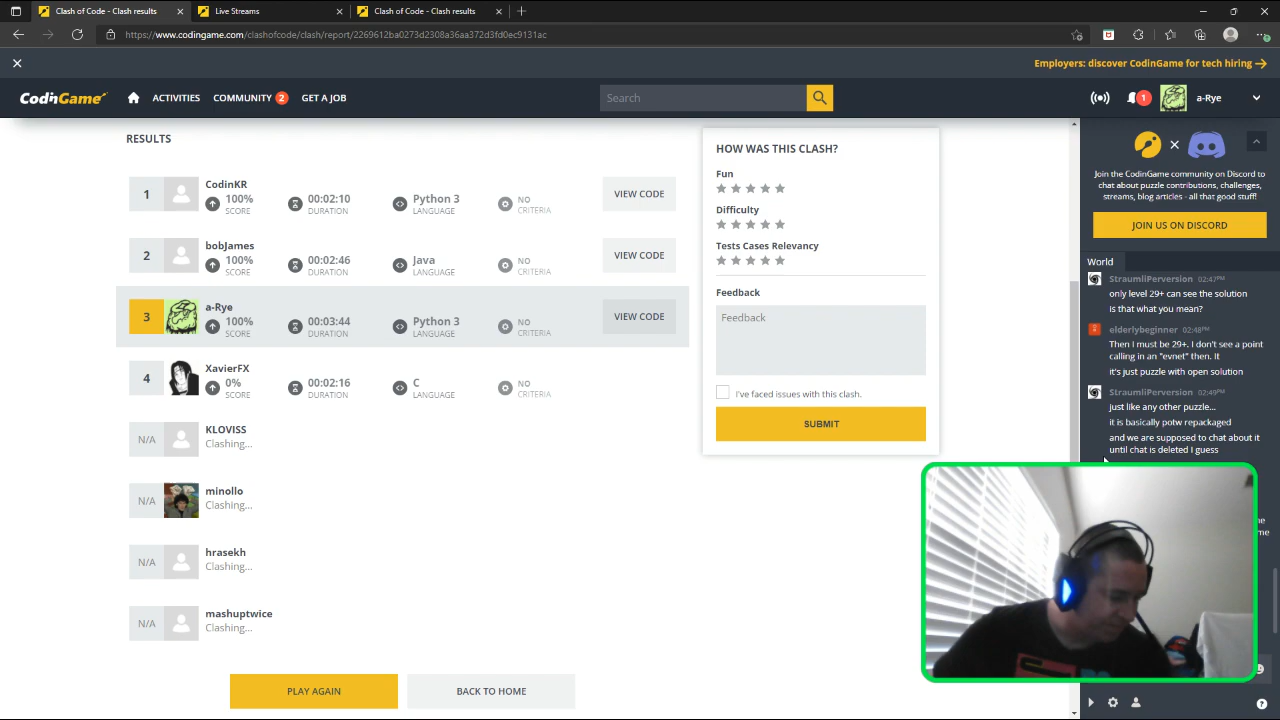 Clash of Code - Clash results
Live Streams
Clash of Code - Clash results
https://www.codingame.com/clashofcode/clash/report/2269612ba0273d2308a36aa372d3fd0ec9131ac
Employers: discover CodinGame for tech hiring
CodinGame
ACTIVITIES
COMMUNITY 2
GET A JOB
Search
1
a-Rye
RESULTS
1
CodinKR
100%
SCORE
00:02:10
DURATION
Python 3
LANGUAGE
NO
CRITERIA
VIEW CODE
2
bobJames
100%
SCORE
00:02:46
DURATION
Java
LANGUAGE
NO
CRITERIA
VIEW CODE
3
a-Rye
100%
SCORE
00:03:44
DURATION
Python 3
LANGUAGE
NO
CRITERIA
VIEW CODE
4
XavierFX
0%
SCORE
00:02:16
DURATION
C
LANGUAGE
NO
CRITERIA
N/A
KLOVISS
Clashing...
N/A
minollo
Clashing...
N/A
hrasekh
Clashing...
N/A
mashuptwice
Clashing...
PLAY AGAIN
BACK TO HOME
HOW WAS THIS CLASH?
Fun
Difficulty
Tests Cases Relevancy
Feedback
Feedback
I've faced issues with this clash.
SUBMIT
Join the CodinGame community on Discord to
chat about puzzle contributions, challenges,
streams, blog articles - all that good stuff!
JOIN US ON DISCORD
World
StraumliPerversion 02:47PM
only level 29+ can see the solution
is that what you mean?
elderlybeginner 02:48PM
Then I must be 29+. I don't see a point
calling in an "evnet" then. It
it's just puzzle with open solution
StraumliPerversion 02:49PM
just like any other puzzle...
it is basically potw repackaged
and we are supposed to chat about it
until chat is deleted I guess